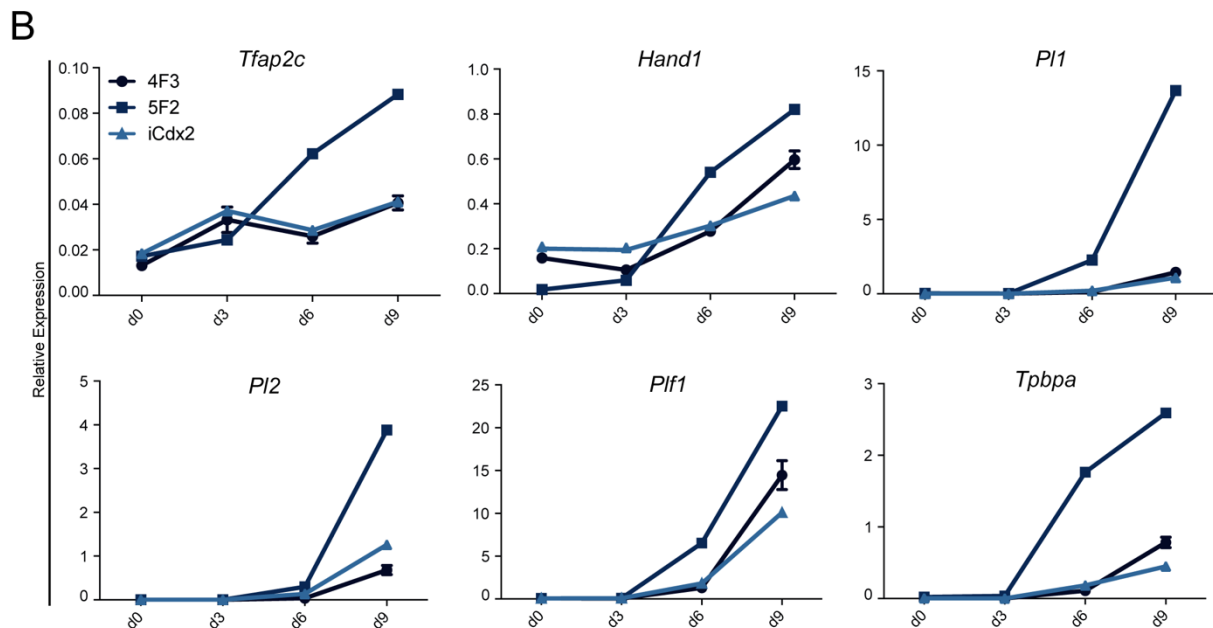 B
Relative Expression
Tfap2c
4F3
5F2
iCdx2
0.10
0.08
0.06
0.04
0.02
0.00
d0 d3 d6 d9
Hand1
1.0
0.8
0.6
0.4
0.2
0.0
d0 d3 d6 d9
Pl1
15
10
5
0
d0 d3 d6 d9
Pl2
5
4
3
2
1
0
d0 d3 d6 d9
Plf1
25
20
15
10
5
0
d0 d3 d6 d9
Tpbpa
3
2
1
0
d0 d3 d6 d9